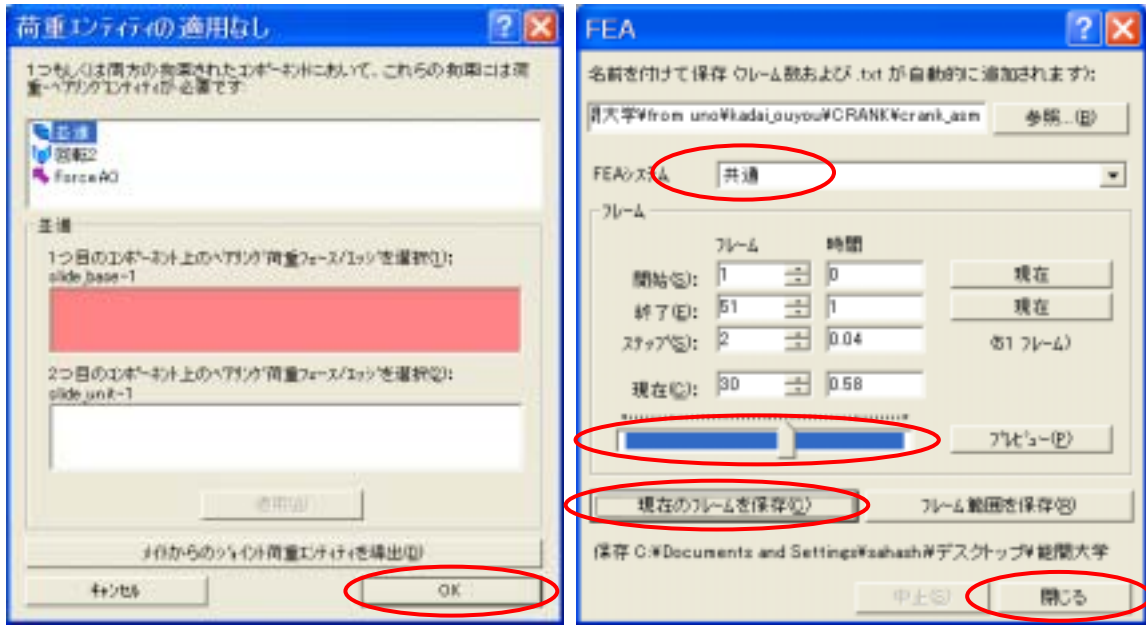 荷重エンティティの適用なし
1つもしくは両方の拘束されたコンポーネントにおいて、これらの拘束には荷
重ベアリングエンティティが必要です
並進
回転2
ForceAO
並進
1つ目のコンポーネント上のベアリング荷重フェース/エッジを選択(1):
slide_base-1
2つ目のコンポーネント上のベアリング荷重フェース/エッジを選択(2):
slide_unit-1
適用(A)
メイトからのジョイント荷重エンティティを導出(D)
キャンセル
OK
FEA
名前を付けて保存 (フレーム数および .txt が自動的に追加されます):
大学¥from uno¥kadai_ouyou¥CRANK¥crank_asm
参照...(B)
FEAシステム
共通
フレーム
フレーム 時間
開始(S): 1 0 現在
終了(E): 51 1 現在
ステップ(S): 2 0.04 (51 フレーム)
現在(C): 30 0.58
プレビュー(P)
現在のフレームを保存(C)
フレーム範囲を保存(R)
保存 C:¥Documents and Settings¥sahashi¥デスクトップ¥能開大学
中止(S)
閉じる